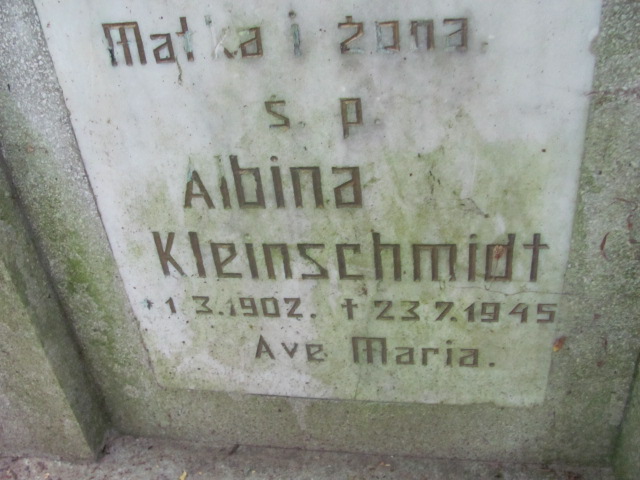 Matka i żona
s. p.
Albina
Kleinschmidt
* 1 3.1902. † 23 7.1945
Ave Maria.